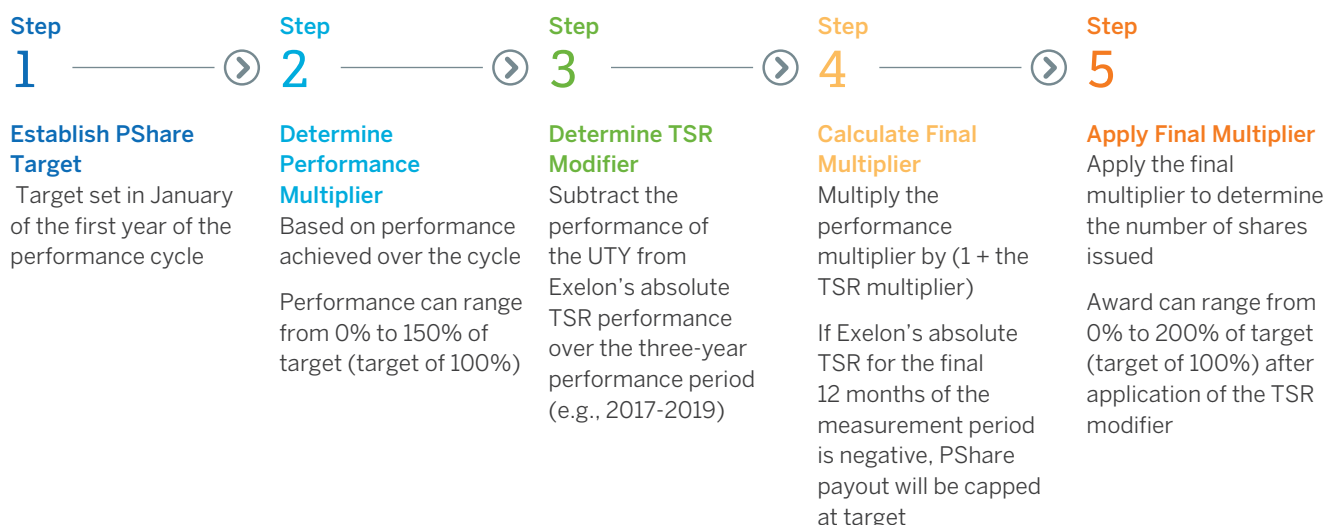 Step
1
Establish PShare
Target
Target set in January
of the first year of the
performance cycle
Step
2
Determine
Performance
Multiplier
Based on performance
achieved over the cycle
Performance can range
from 0% to 150% of
target (target of 100%)
Step
3
Determine TSR
Modifier
Subtract the
performance of
the UTY from
Exelon's absolute
TSR performance
over the three-year
performance period
(e.g., 2017-2019)
Step
4
Calculate Final
Multiplier
Multiply the
performance
multiplier by (1 + the
TSR multiplier)
If Exelon's absolute
TSR for the final
12 months of the
measurement period
is negative, PShare
payout will be capped
at target
Step
5
Apply Final Multiplier
Apply the final
multiplier to determine
the number of shares
issued
Award can range from
0% to 200% of target
(target of 100%) after
application of the TSR
modifier